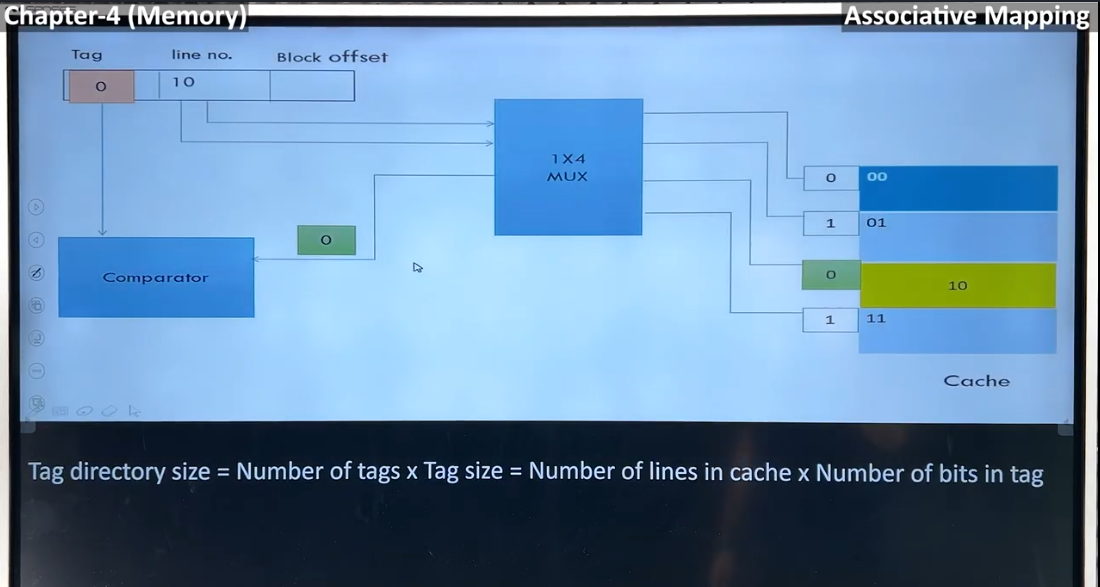 Chapter-4 (Memory)
Associative Mapping
Tag line no. Block offset
0 10
1X4
MUX
0 00
1 01
0
Comparator
0 10
1 11
Cache
Tag directory size = Number of tags x Tag size = Number of lines in cache x Number of bits in tag